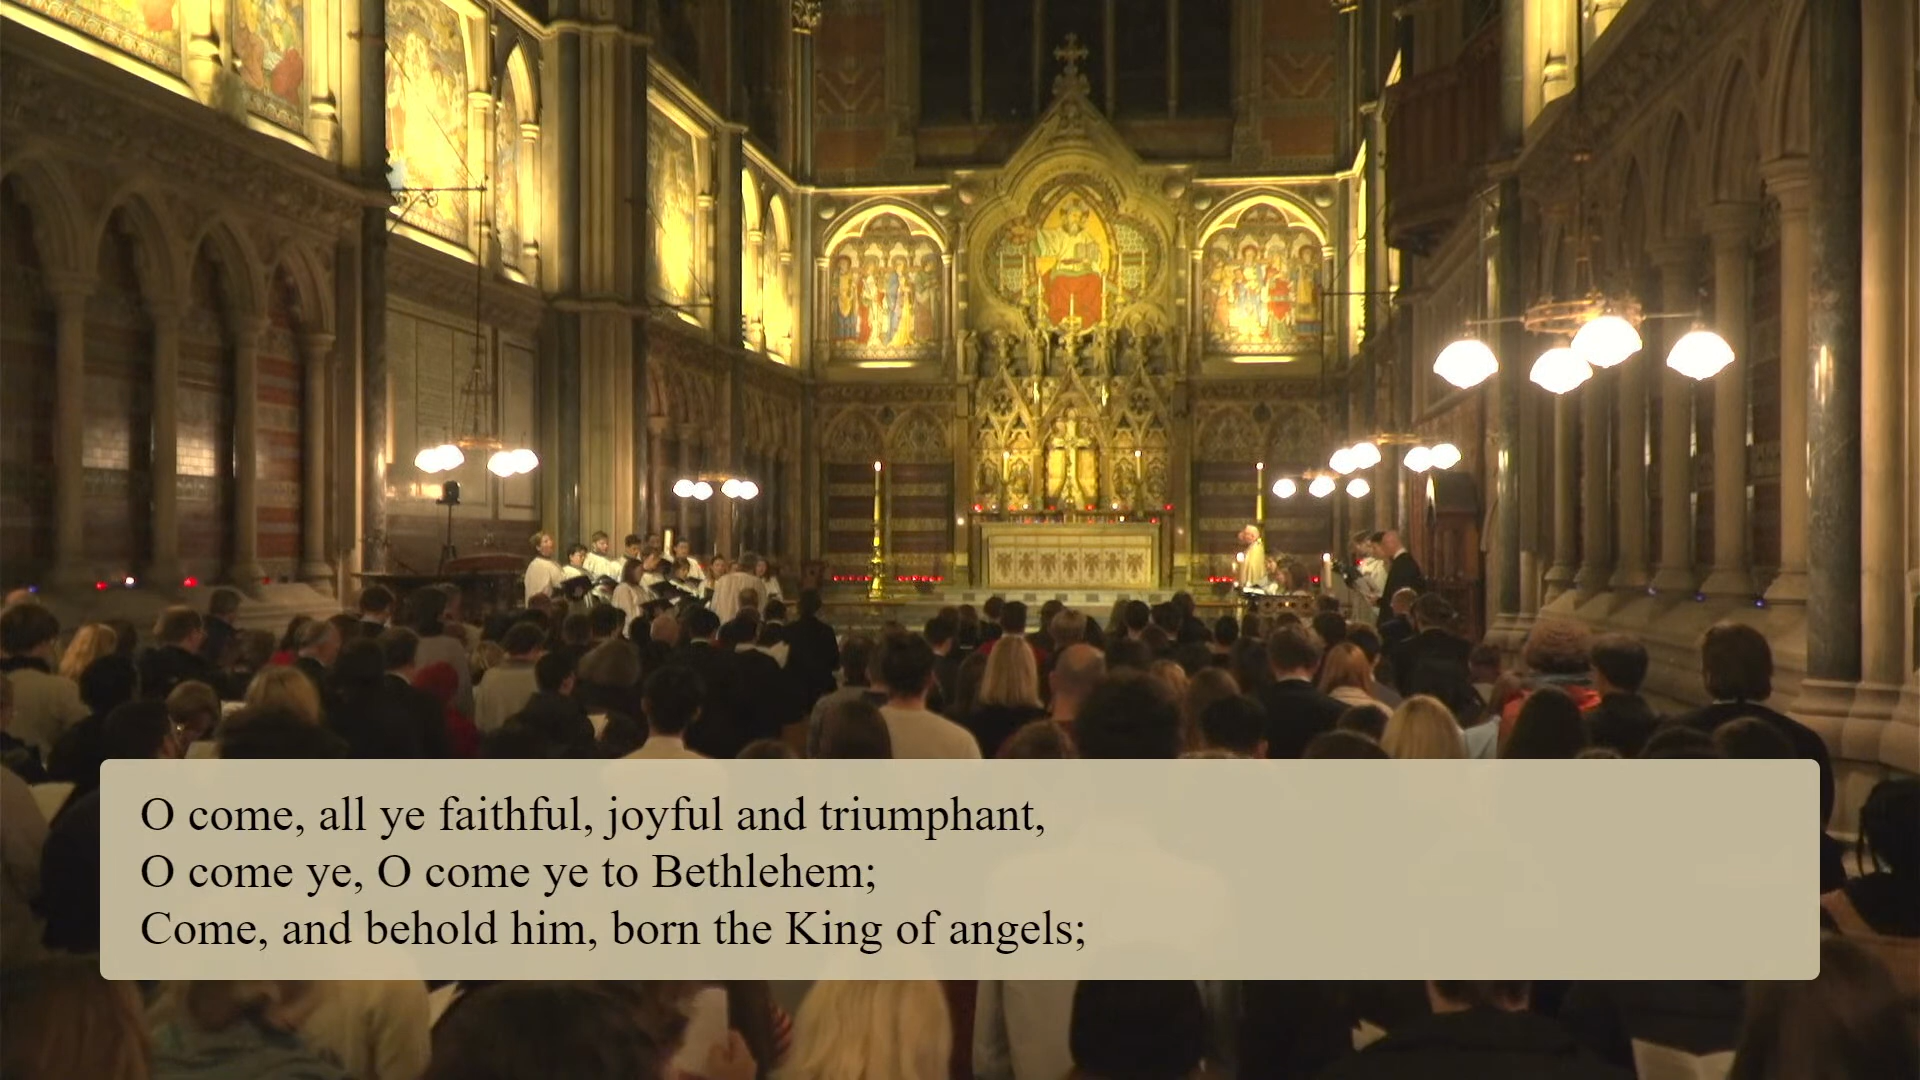 O come, all ye faithful, joyful and triumphant,
O come ye, O come ye to Bethlehem;
Come, and behold him, born the King of angels;